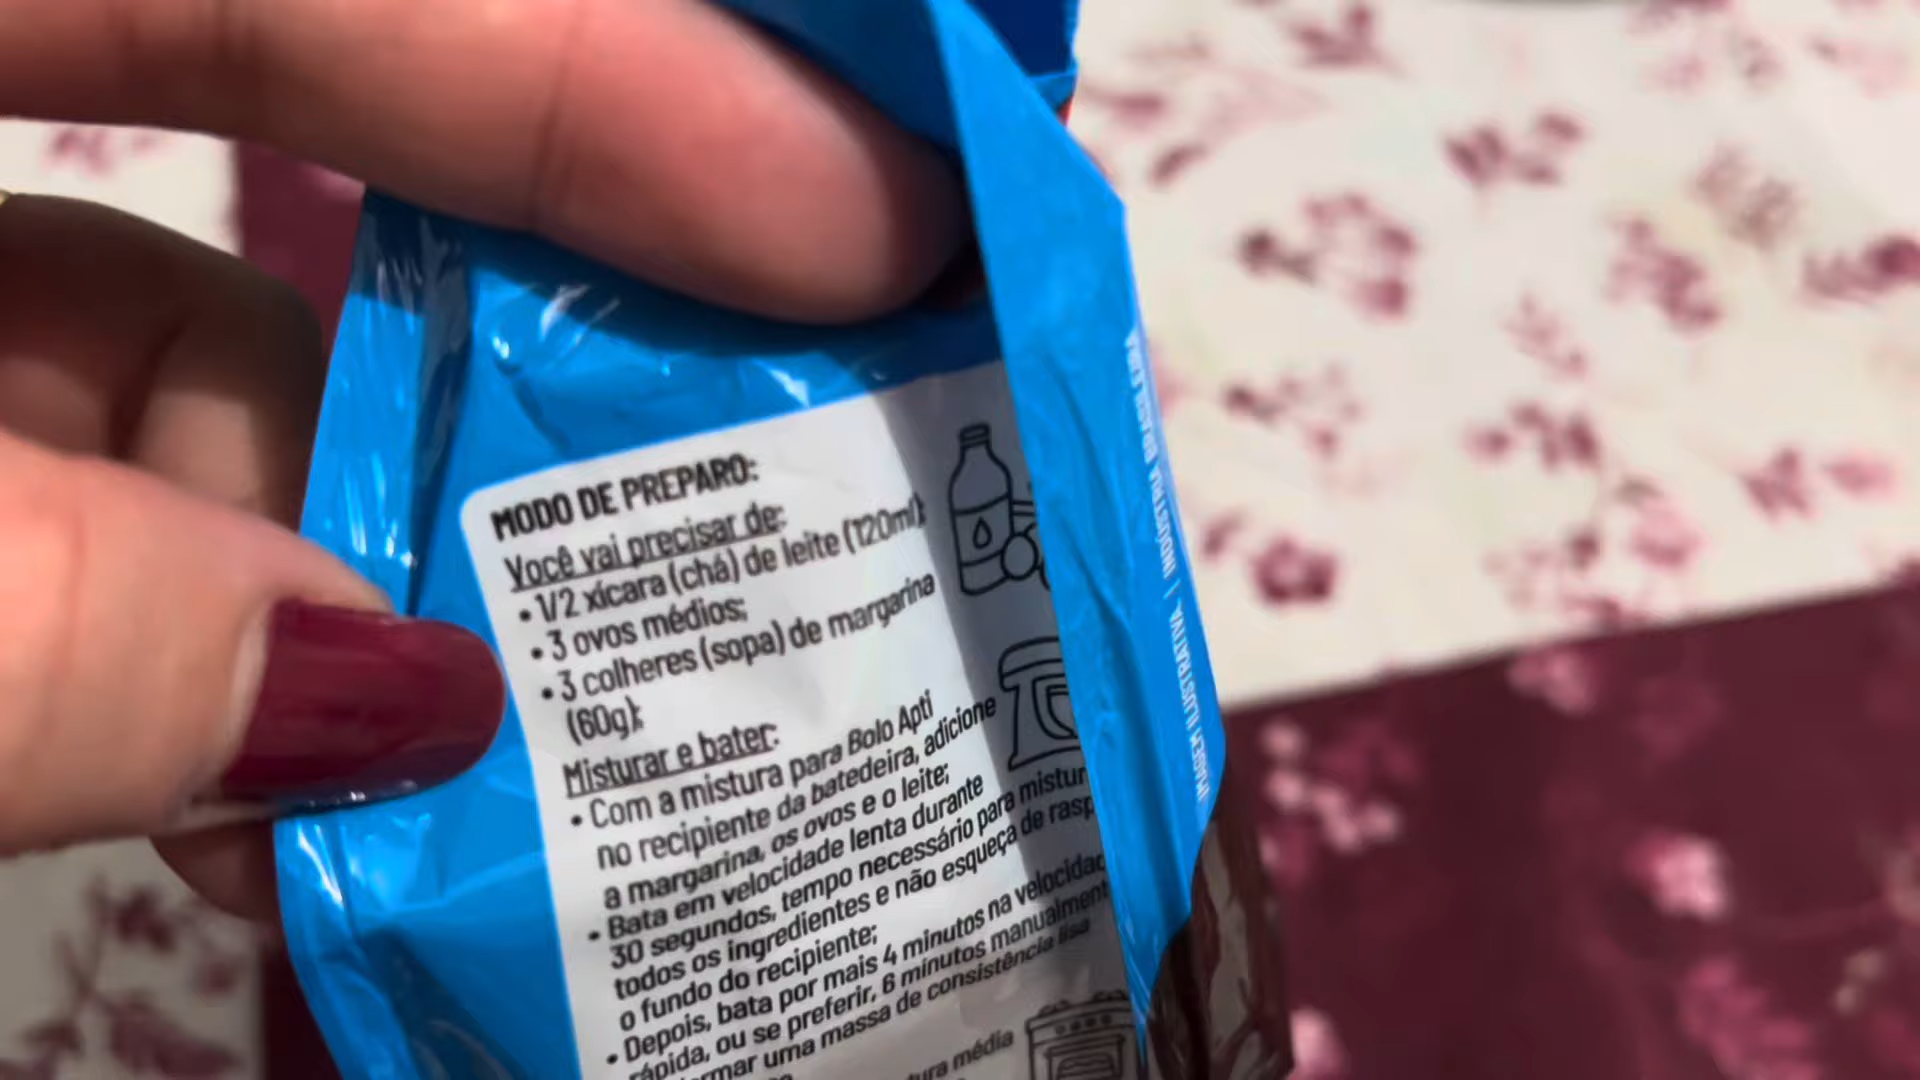 MODO DE PREPARO:
Você vai precisar de:
• 1/2 xícara (chá) de leite (120ml);
• 3 ovos médios;
• 3 colheres (sopa) de margarina
(60g);
Misturar e bater:
• Com a mistura para Bolo Apti
no recipiente da batedeira, adicione
a margarina, os ovos e o leite;
• Bata em velocidade lenta durante
30 segundos, tempo necessário para mistur
todos os ingredientes e não esqueça de rasp
o fundo do recipiente;
• Depois, bata por mais 4 minutos na velocidad
rápida, ou se preferir, 6 minutos manualment
rmar uma massa de consistência lisa
tura média
IMAGEM ILUSTRATIVA | INDÚSTRIA BRASILEIRA